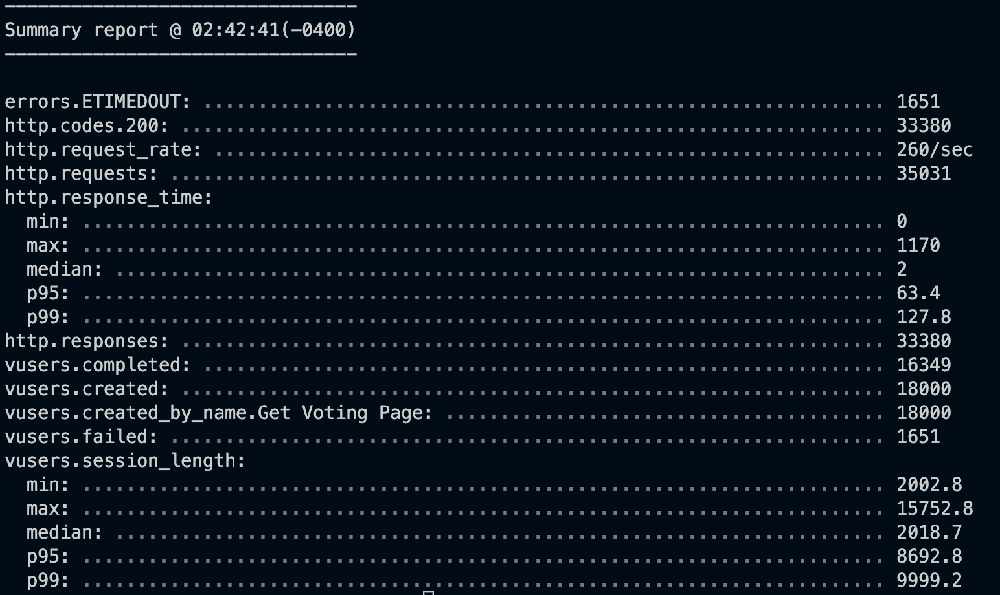 --------------------------------
Summary report @ 02:42:41(-0400)
--------------------------------
errors.ETIMEDOUT: .............................................................. 1651
http.codes.200: ................................................................ 33380
http.request_rate: ............................................................. 260/sec
http.requests: ................................................................. 35031
http.response_time:
  min: ......................................................................... 0
  max: ......................................................................... 1170
  median: ...................................................................... 2
  p95: ......................................................................... 63.4
  p99: ......................................................................... 127.8
http.responses: ................................................................ 33380
vusers.completed: .............................................................. 16349
vusers.created: ................................................................ 18000
vusers.created_by_name.Get Voting Page: ........................................ 18000
vusers.failed: ................................................................. 1651
vusers.session_length:
  min: ......................................................................... 2002.8
  max: ......................................................................... 15752.8
  median: ...................................................................... 2018.7
  p95: ......................................................................... 8692.8
  p99: ......................................................................... 9999.2